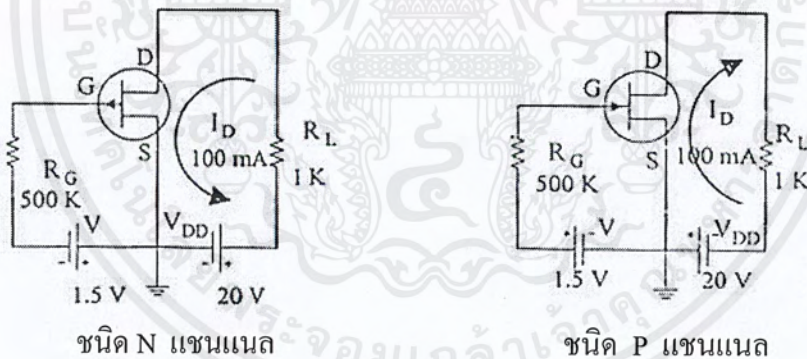 D
G
I_D
R_L
S
100 mA
R_G
1 K
500 K
V
V_DD
- +
- +
1.5 V
20 V
ชนิด N แชนแนล
D
G
I_D
R_L
S
100 mA
R_G
1 K
500 K
+ - V
+ - V_DD
1.5 V
20 V
ชนิด P แชนแนล